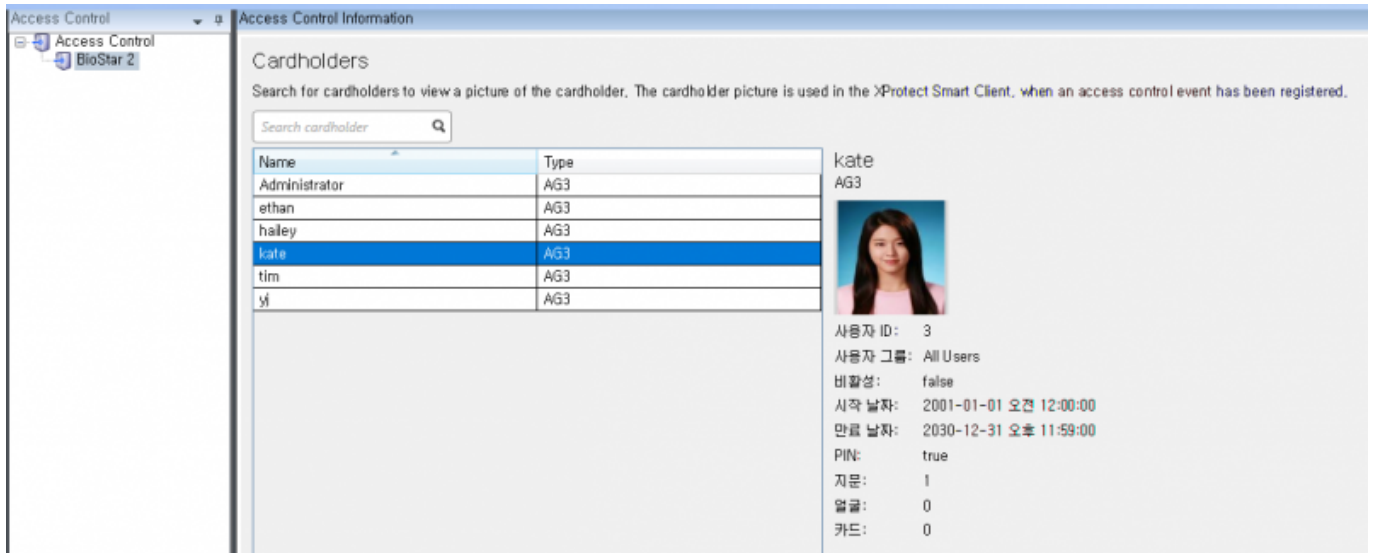 Access Control
Access Control Information
Access Control
BioStar 2
Cardholders
Search for cardholders to view a picture of the cardholder, The cardholder picture is used in the XProtect Smart Client, when an access control event has been registered,
Search cardholder
Name Type
Administrator AG3
ethan AG3
hailey AG3
kate AG3
tim AG3
yj AG3
kate
AG3
사용자 ID: 3
사용자 그룹: All Users
비활성: false
시작 날짜: 2001-01-01 오전 12:00:00
만료 날짜: 2030-12-31 오후 11:59:00
PIN: true
지문: 1
얼굴: 0
카드: 0